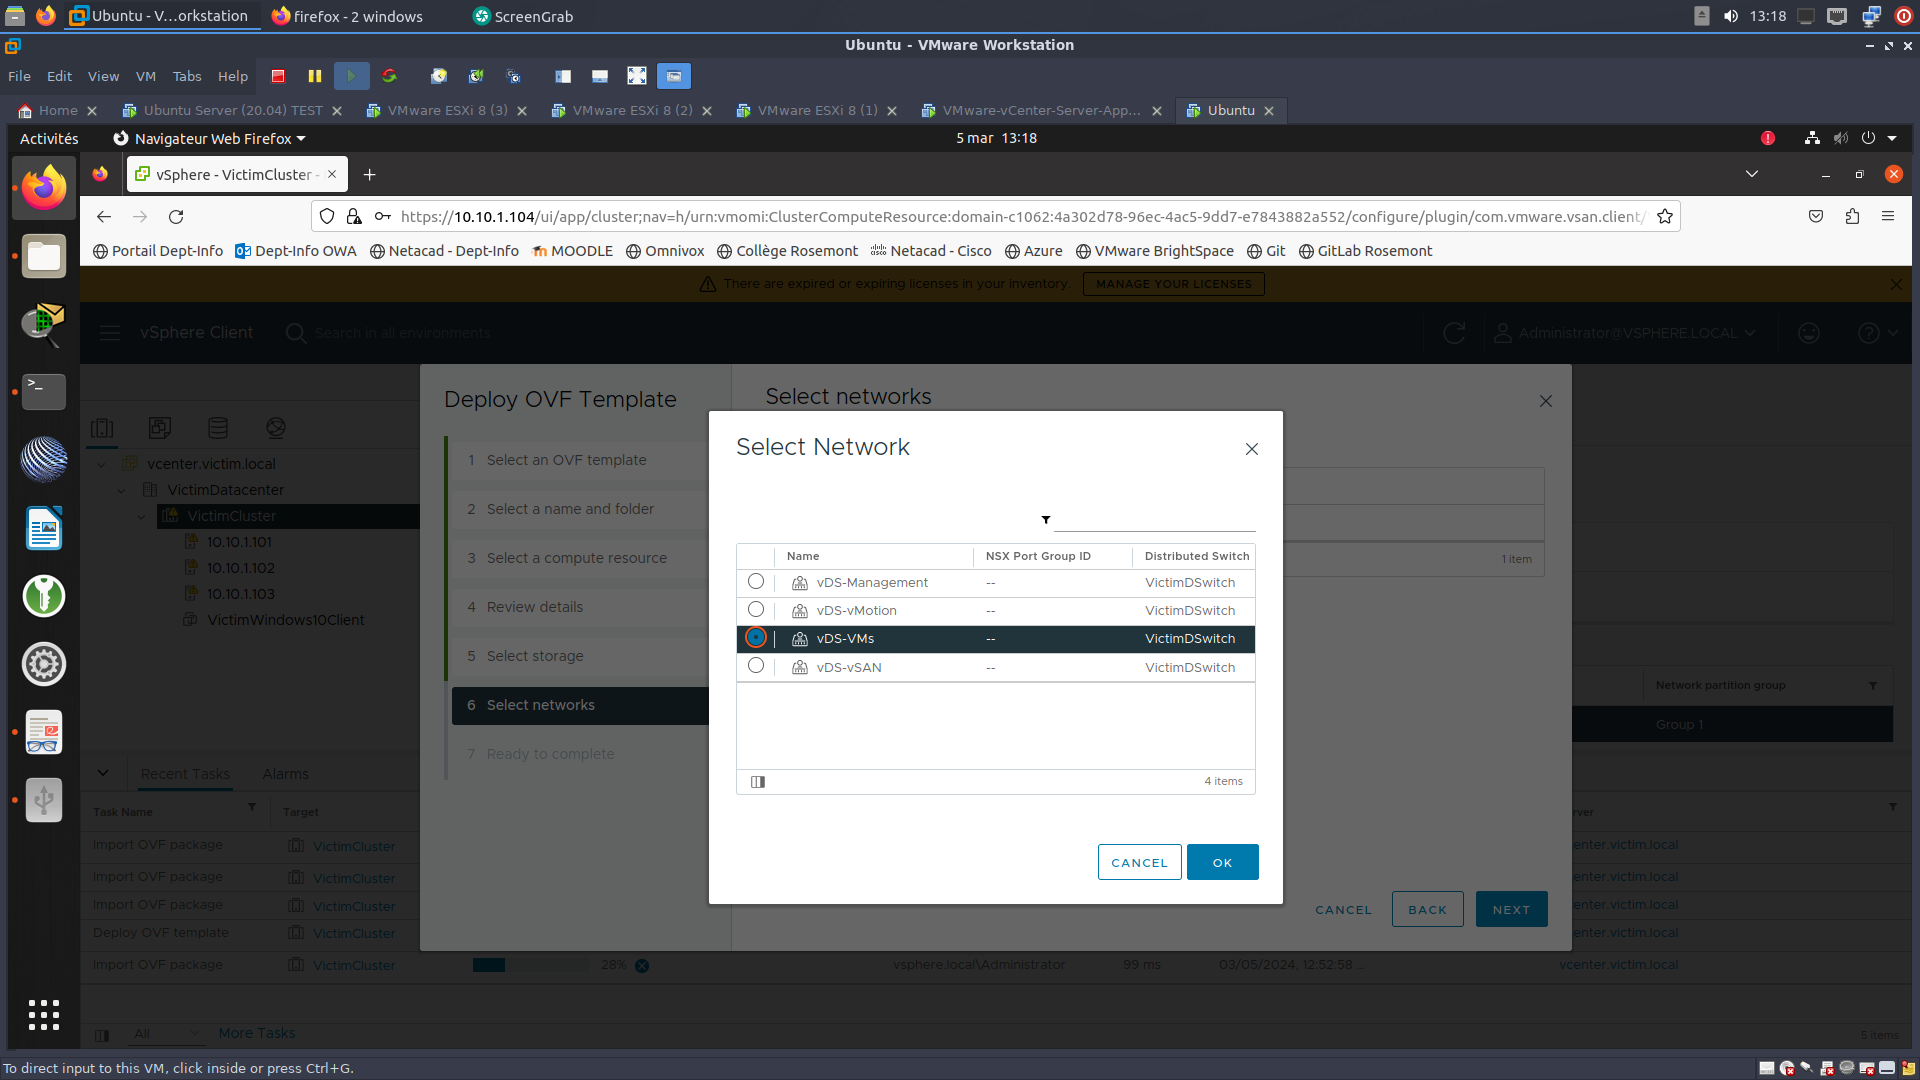 Ubuntu - V...orkstation
firefox - 2 windows
ScreenGrab
13:18
Ubuntu - VMware Workstation
File Edit View VM Tabs Help
Home
Ubuntu Server (20.04) TEST
VMware ESXi 8 (3)
VMware ESXi 8 (2)
VMware ESXi 8 (1)
VMware-vCenter-Server-App...
Ubuntu
Activités
Navigateur Web Firefox
5 mar 13:18
vSphere - VictimCluster -
https://10.10.1.104/ui/app/cluster;nav=h/urn:vmomi:ClusterComputeResource:domain-c1062:4a302d78-96ec-4ac5-9dd7-e7843882a552/configure/plugin/com.vmware.vsan.client/
Portail Dept-Info
Dept-Info OWA
Netacad - Dept-Info
MOODLE
Omnivox
Collège Rosemont
Netacad - Cisco
Azure
VMware BrightSpace
Git
GitLab Rosemont
There are expired or expiring licenses in your inventory.
MANAGE YOUR LICENSES
vSphere Client
Search in all environments
Administrator@VSPHERE.LOCAL
vcenter.victim.local
VictimDatacenter
VictimCluster
10.10.1.101
10.10.1.102
10.10.1.103
VictimWindows10Client
Deploy OVF Template
1 Select an OVF template
2 Select a name and folder
3 Select a compute resource
4 Review details
5 Select storage
6 Select networks
7 Ready to complete
Select networks
1 item
CANCEL
BACK
NEXT
Select Network
Name NSX Port Group ID Distributed Switch
vDS-Management -- VictimDSwitch
vDS-vMotion -- VictimDSwitch
vDS-VMs -- VictimDSwitch
vDS-vSAN -- VictimDSwitch
4 items
CANCEL
OK
Network partition group
Group 1
Recent Tasks Alarms
Task Name Target rver
Import OVF package VictimCluster center.victim.local
Import OVF package VictimCluster center.victim.local
Import OVF package VictimCluster center.victim.local
Deploy OVF template VictimCluster center.victim.local
Import OVF package VictimCluster 28% vsphere.local\Administrator 99 ms 03/05/2024, 12:52:58 ... vcenter.victim.local
All More Tasks
5 items
To direct input to this VM, click inside or press Ctrl+G.